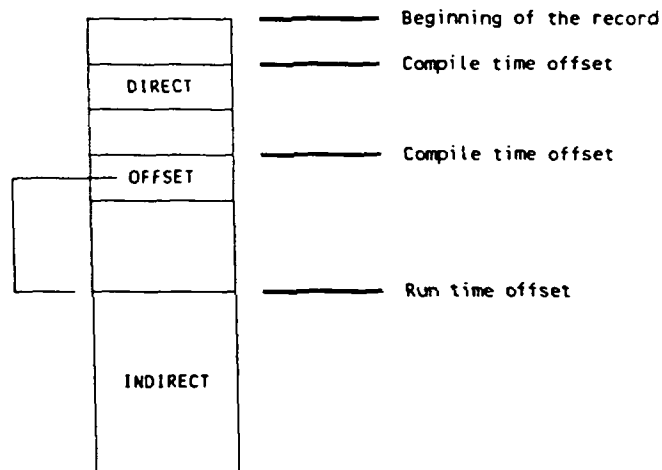 Beginning of the record
Compile time offset
DIRECT
Compile time offset
OFFSET
Run time offset
INDIRECT